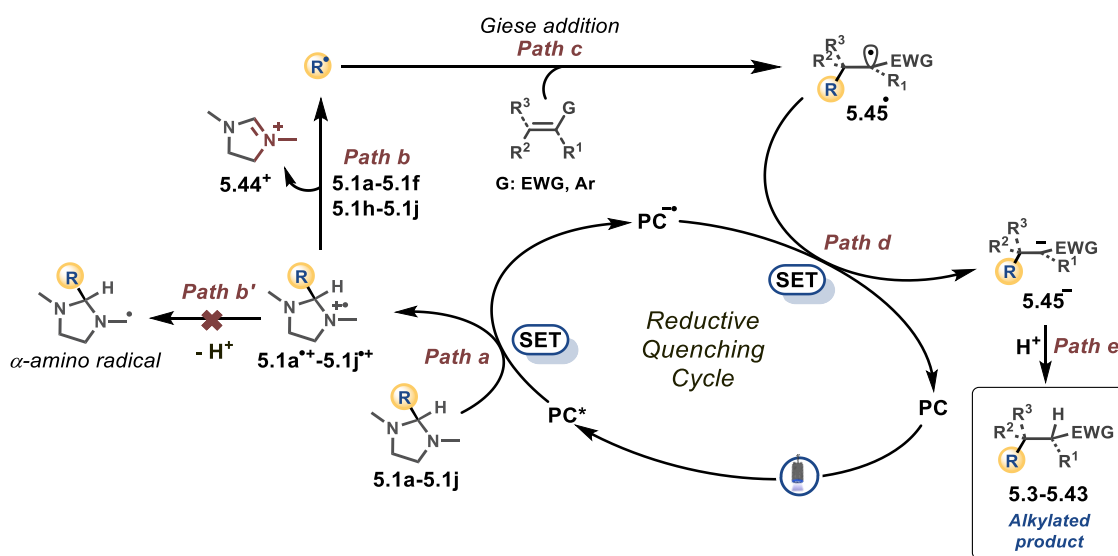 Giese addition
Path c
R•
R3
G
R2
R1
G: EWG, Ar
R3
R2
EWG
R
R1
5.45•
N
N
+
5.44+
Path b
5.1a-5.1f
5.1h-5.1j
PC−•
Path d
SET
R3
R2
−
EWG
R
R1
5.45−
R
H
N
N
α-amino radical
Path b'
- H+
R
H
N
N
+•
5.1a•+-5.1j•+
Path a
SET
Reductive
Quenching
Cycle
H+
Path e
R
H
N
N
5.1a-5.1j
PC*
PC
R3
H
R2
EWG
R
R1
5.3-5.43
Alkylated
product